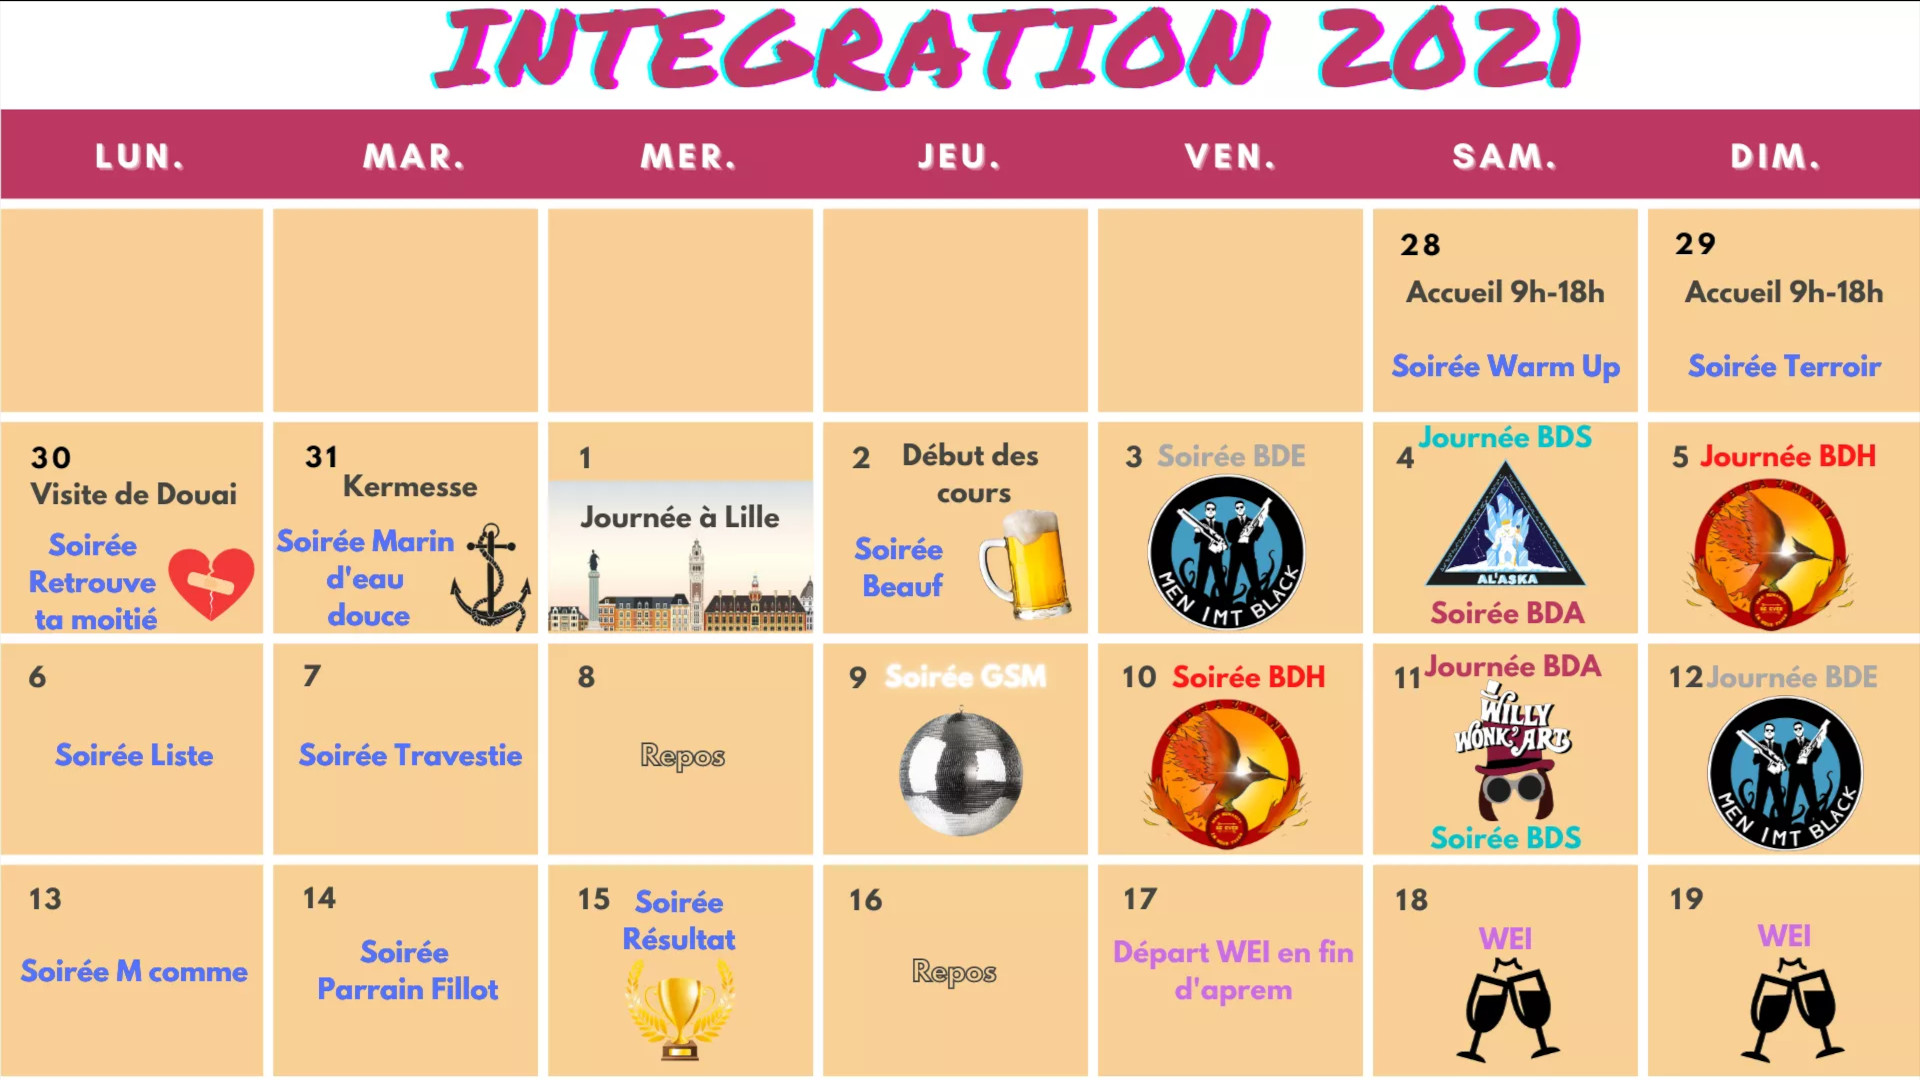 INTEGRATION 2021
LUN. MAR. MER. JEU. VEN. SAM. DIM.
28
Accueil 9h-18h
Soirée Warm Up
29
Accueil 9h-18h
Soirée Terroir
30
Visite de Douai
Soirée
Retrouve
ta moitié
31
Kermesse
Soirée Marin
d'eau
douce
1
Journée à Lille
2 Début des
cours
Soirée
Beauf
3 Soirée BDE
MEN IMT BLACK
Journée BDS
4
AL'ASKA
Soirée BDA
5 Journée BDH
6
Soirée Liste
7
Soirée Travestie
8
Repos
9 Soirée GSM
10 Soirée BDH
11 Journée BDA
WILLY
WONK'ART
Soirée BDS
12 Journée BDE
MEN IMT BLACK
13
Soirée M comme
14
Soirée
Parrain Fillot
15 Soirée
Résultat
16
Repos
17
Départ WEI en fin
d'aprem
18
WEI
19
WEI